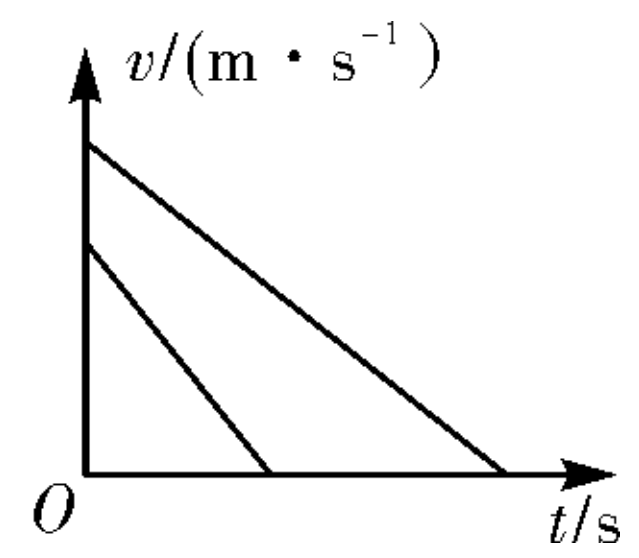 v/(m · s⁻¹)
O
t/s